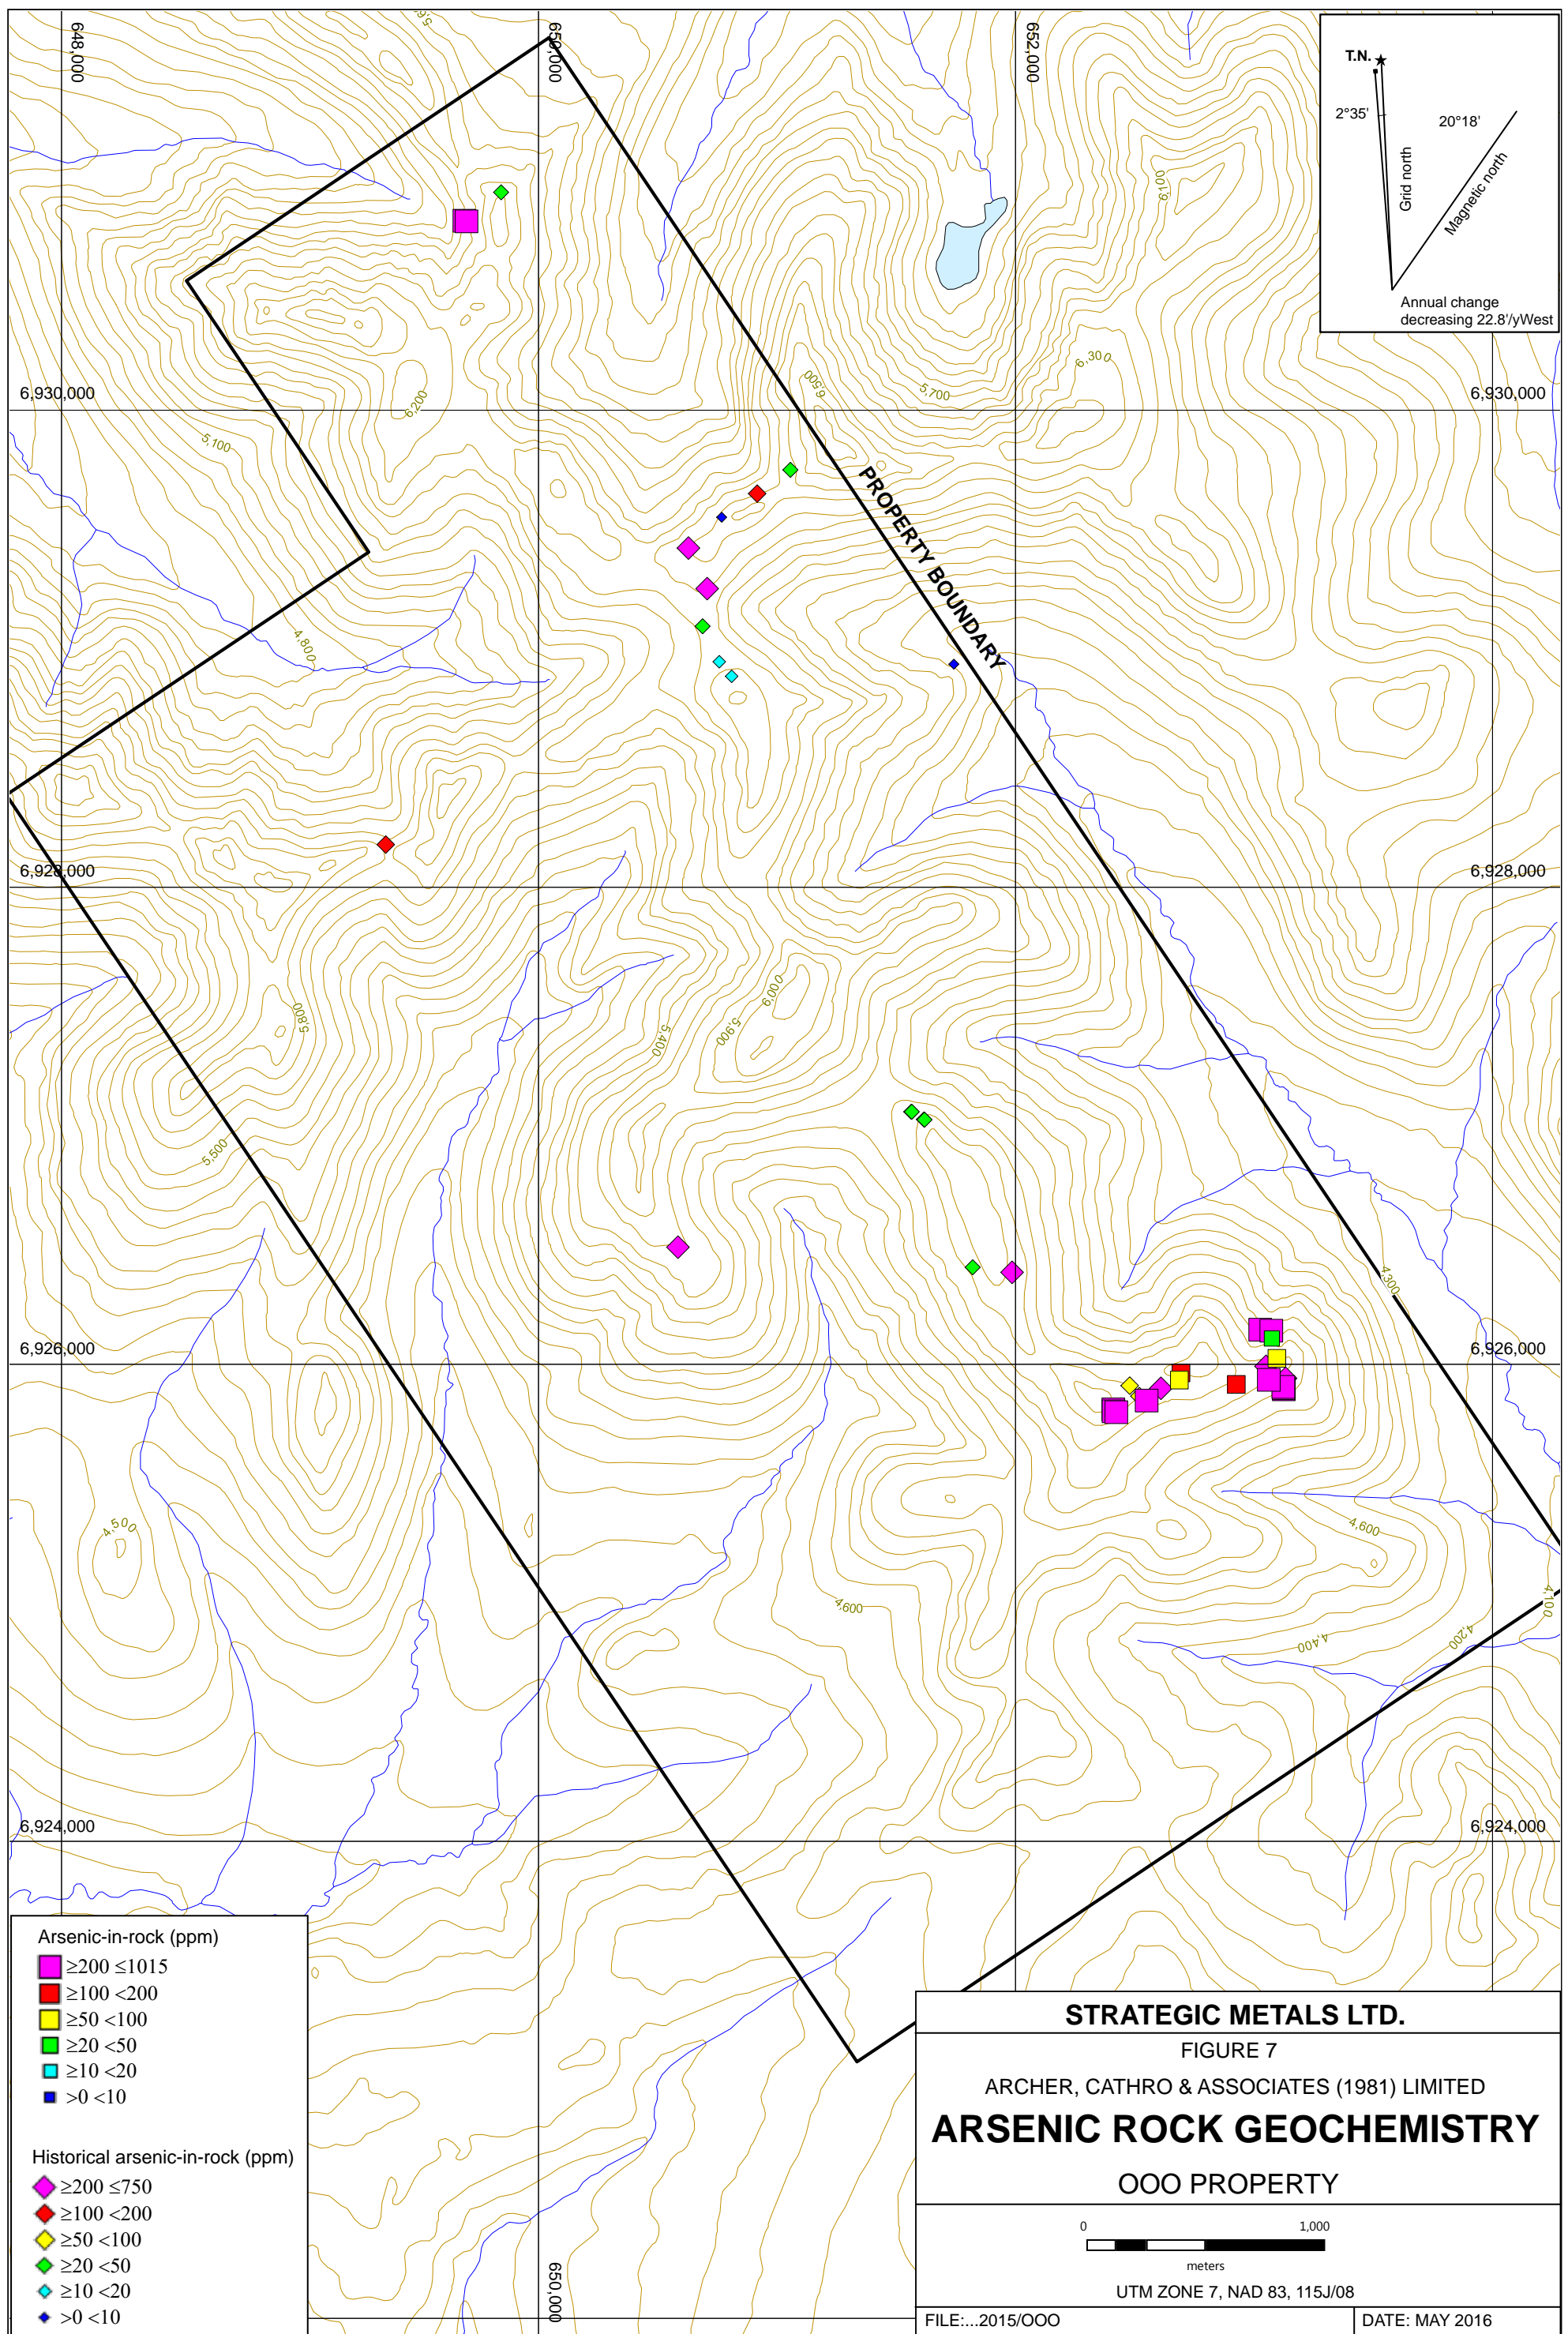 648,000
650,000
652,000
5,6
T.N.
2°35'
20°18'
Grid north
Magnetic north
Annual change
decreasing 22.8'/yWest
6,100
6,300
5,700
6,500
6,200
5,100
6,930,000
6,930,000
PROPERTY BOUNDARY
4,800
6,928,000
6,928,000
6,000
5,900
5,400
5,800
5,500
4,300
6,926,000
6,926,000
4,500
4,600
4,600
4,100
4,200
4,400
6,924,000
6,924,000
Arsenic-in-rock (ppm)
≥200 ≤1015
≥100 <200
≥50 <100
≥20 <50
≥10 <20
>0 <10
Historical arsenic-in-rock (ppm)
≥200 ≤750
≥100 <200
≥50 <100
≥20 <50
≥10 <20
>0 <10
650,000
STRATEGIC METALS LTD.
FIGURE 7
ARCHER, CATHRO & ASSOCIATES (1981) LIMITED
ARSENIC ROCK GEOCHEMISTRY
OOO PROPERTY
0 1,000
meters
UTM ZONE 7, NAD 83, 115J/08
FILE:...2015/OOO
DATE: MAY 2016